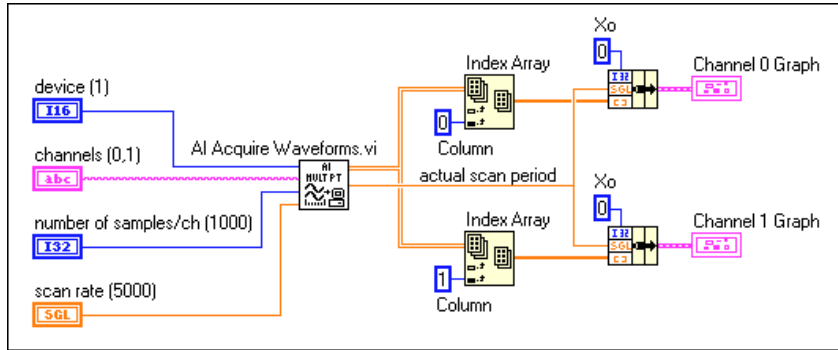 Xo
0
Index Array
I32
SGL
[ ]
Channel 0 Graph
device (1)
I16
0
Column
AI Acquire Waveforms.vi
channels (0,1)
abc
AI
MULT PT
actual scan period
Xo
0
Index Array
I32
SGL
[ ]
Channel 1 Graph
number of samples/ch (1000)
I32
1
Column
scan rate (5000)
SGL